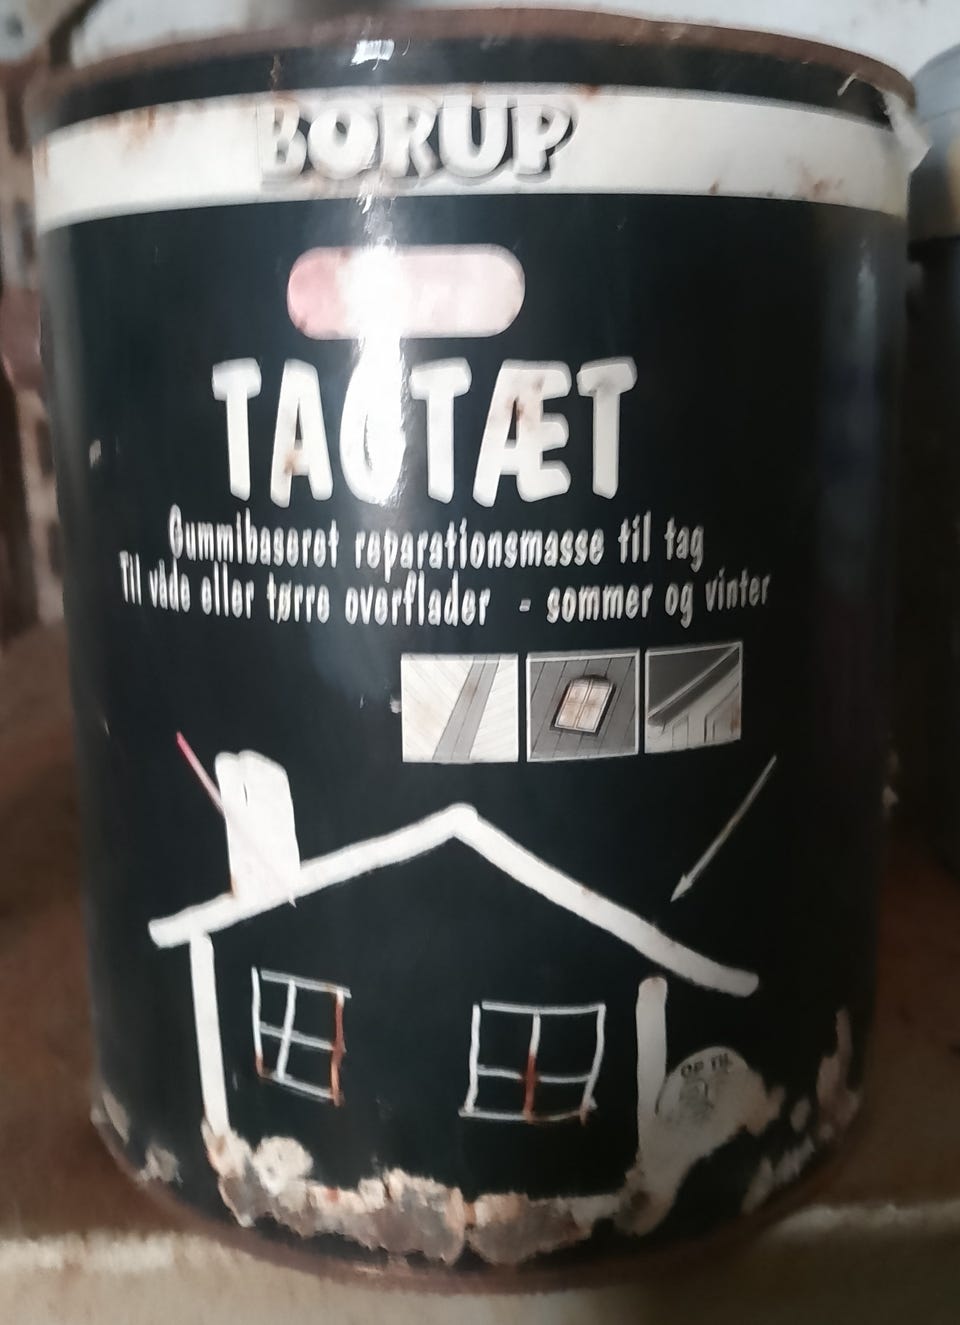 BORUP
TAGTÆT
Gummibaseret reparationsmasse til tag
Til våde eller tørre overflader - sommer og vinter
OP TIL